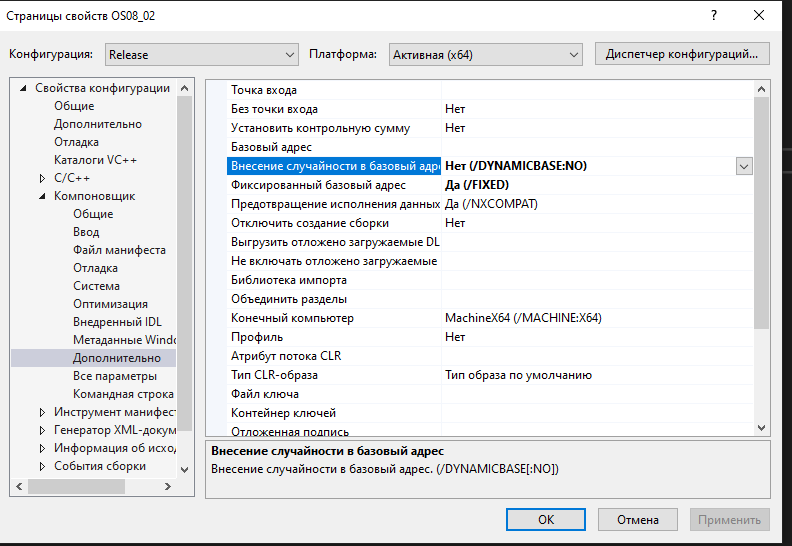 Страницы свойств OS08_02
?
Конфигурация: Release Платформа: Активная (x64) Диспетчер конфигураций...
Свойства конфигурации
Общие
Дополнительно
Отладка
Каталоги VC++
C/C++
Компоновщик
Общие
Ввод
Файл манифеста
Отладка
Система
Оптимизация
Внедренный IDL
Метаданные Windo
Дополнительно
Все параметры
Командная строка
Инструмент манифест
Генератор XML-докум
Информация об исход
События сборки
Точка входа
Без точки входа Нет
Установить контрольную сумму Нет
Базовый адрес
Внесение случайности в базовый адре Нет (/DYNAMICBASE:NO)
Фиксированный базовый адрес Да (/FIXED)
Предотвращение исполнения данных Да (/NXCOMPAT)
Отключить создание сборки Нет
Выгрузить отложено загружаемые DL
Не включать отложено загружаемые
Библиотека импорта
Объединить разделы
Конечный компьютер MachineX64 (/MACHINE:X64)
Профиль Нет
Атрибут потока CLR
Тип CLR-образа Тип образа по умолчанию
Файл ключа
Контейнер ключей
Отложенная подпись
Внесение случайности в базовый адрес
Внесение случайности в базовый адрес. (/DYNAMICBASE[:NO])
ОК Отмена Применить